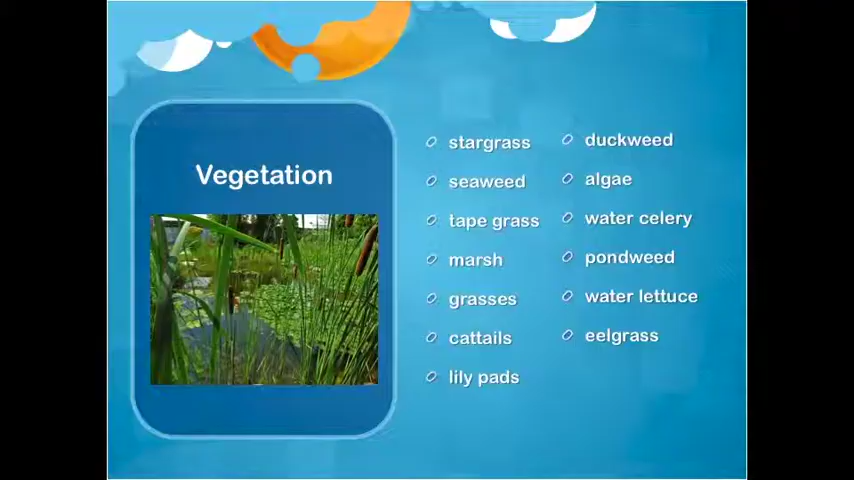 Vegetation
stargrass
seaweed
tape grass
marsh
grasses
cattails
lily pads
duckweed
algae
water celery
pondweed
water lettuce
eelgrass